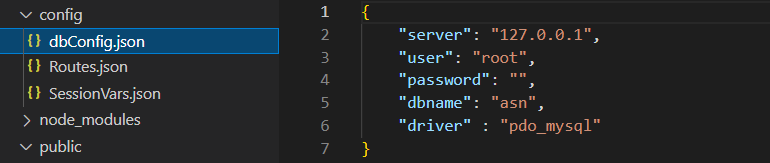 config
{} dbConfig.json
{} Routes.json
{} SessionVars.json
node_modules
public
1 {
2 "server": "127.0.0.1",
3 "user": "root",
4 "password": "",
5 "dbname": "asn",
6 "driver" : "pdo_mysql"
7 }